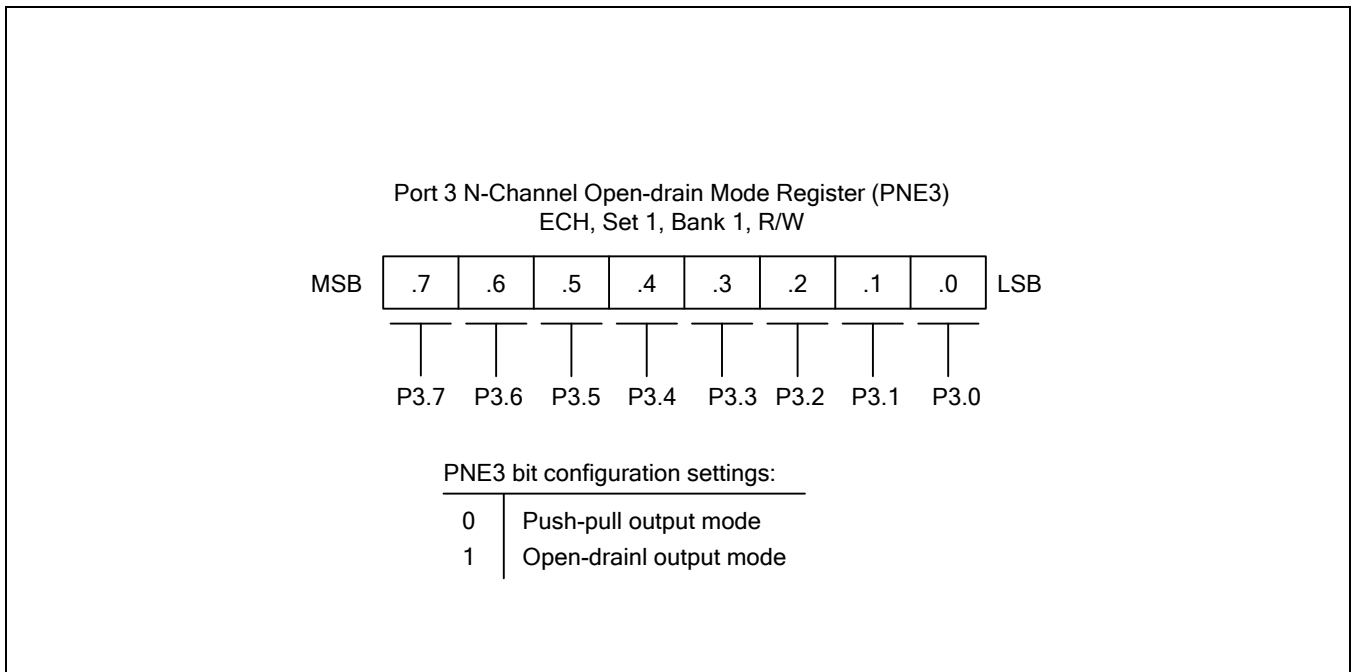 Port 3 N-Channel Open-drain Mode Register (PNE3)
ECH, Set 1, Bank 1, R/W
MSB .7 .6 .5 .4 .3 .2 .1 .0 LSB
P3.7 P3.6 P3.5 P3.4 P3.3 P3.2 P3.1 P3.0
PNE3 bit configuration settings:
0 Push-pull output mode
1 Open-drainl output mode